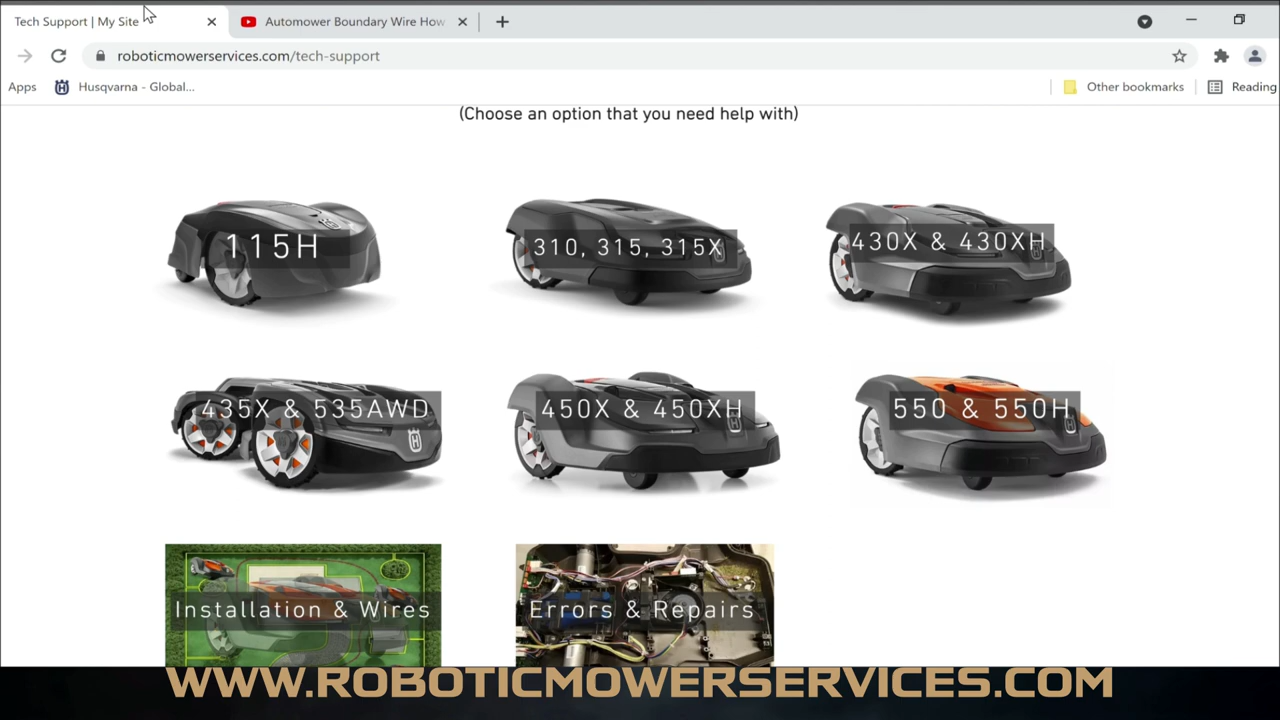 Tech Support | My Site
Automower Boundary Wire How
roboticmowerservices.com/tech-support
Apps
Husqvarna - Global...
Other bookmarks
Reading
(Choose an option that you need help with)
115H
310, 315, 315X
430X & 430XH
435X & 535AWD
450X & 450XH
550 & 550H
Installation & Wires
Errors & Repairs
WWW.ROBOTICMOWERSERVICES.COM